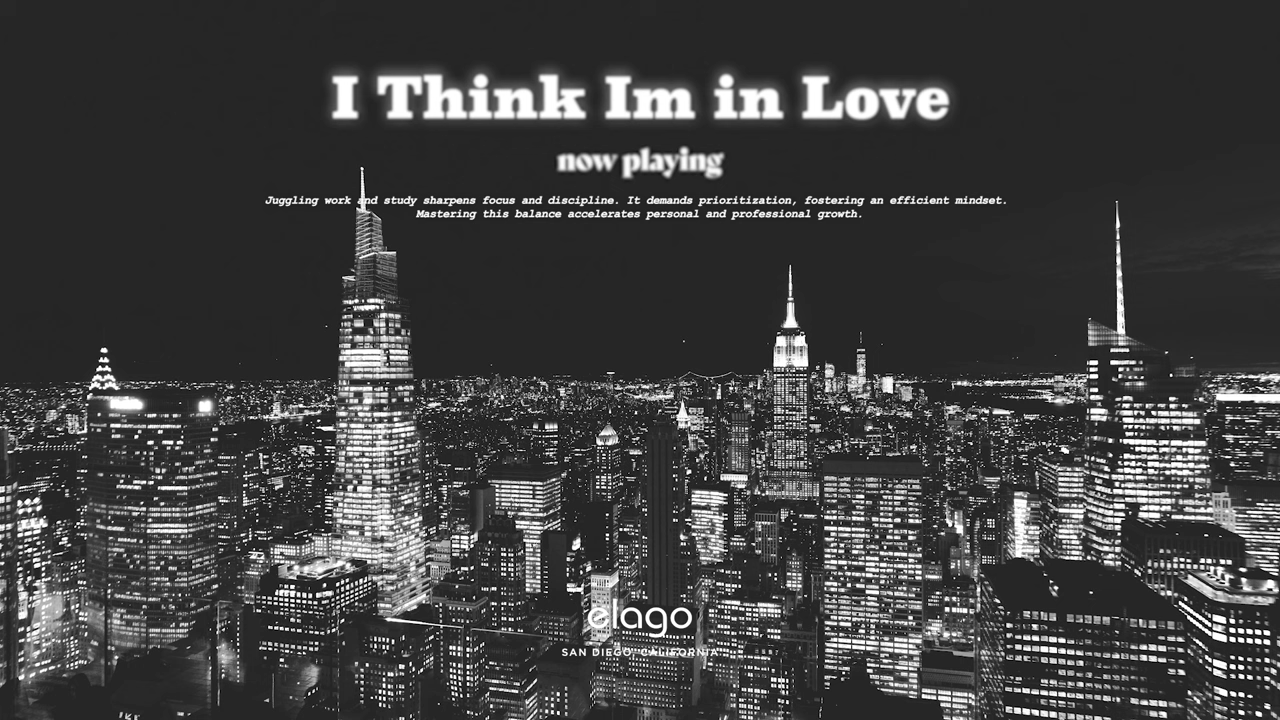 I Think Im in Love
now playing
Juggling work and study sharpens focus and discipline. It demands prioritization, fostering an efficient mindset.
Mastering this balance accelerates personal and professional growth.
elago
SAN DIEGO, CALIFORNIA